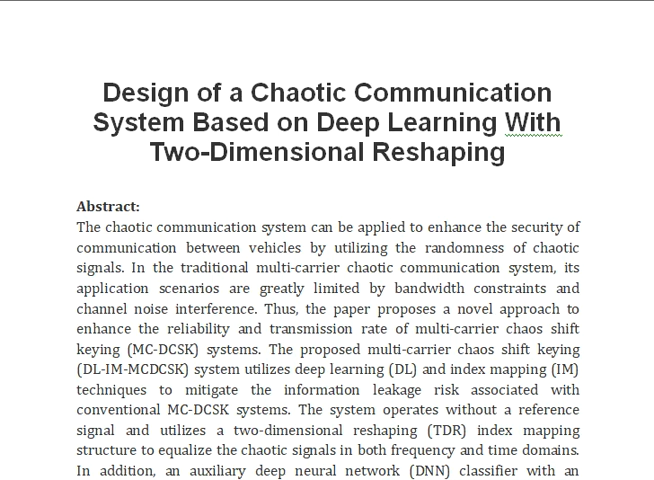 Design of a Chaotic Communication
System Based on Deep Learning With
Two-Dimensional Reshaping
Abstract:
The chaotic communication system can be applied to enhance the security of
communication between vehicles by utilizing the randomness of chaotic
signals. In the traditional multi-carrier chaotic communication system, its
application scenarios are greatly limited by bandwidth constraints and
channel noise interference. Thus, the paper proposes a novel approach to
enhance the reliability and transmission rate of multi-carrier chaos shift
keying (MC-DCSK) systems. The proposed multi-carrier chaos shift keying
(DL-IM-MCDCSK) system utilizes deep learning (DL) and index mapping (IM)
techniques to mitigate the information leakage risk associated with
conventional MC-DCSK systems. The system operates without a reference
signal and utilizes a two-dimensional reshaping (TDR) index mapping
structure to equalize the chaotic signals in both frequency and time domains.
In addition, an auxiliary deep neural network (DNN) classifier with an